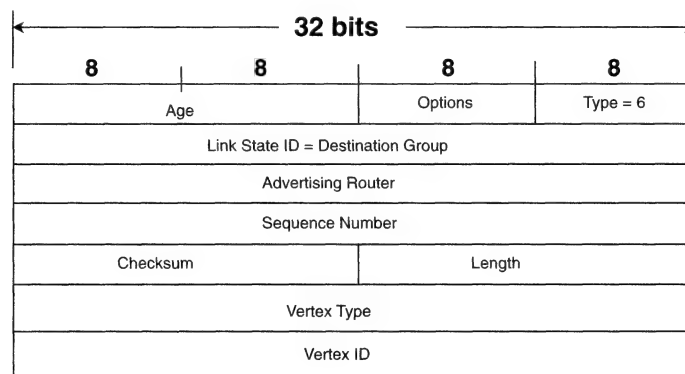 32 bits
8 8 8 8
Age Options Type = 6
Link State ID = Destination Group
Advertising Router
Sequence Number
Checksum Length
Vertex Type
Vertex ID